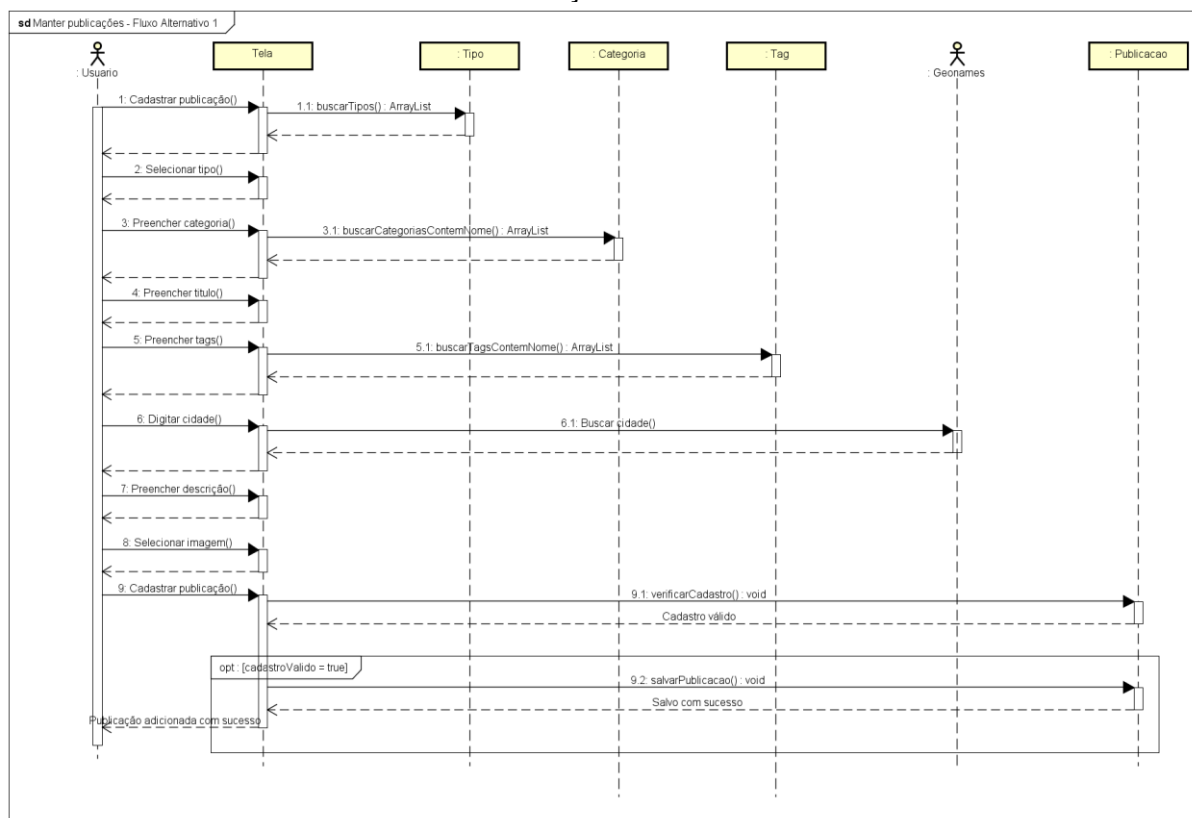 sd Manter publicações - Fluxo Alternativo 1
: Usuario
Tela
: Tipo
: Categoria
: Tag
: Geonames
: Publicacao
1: Cadastrar publicação()
1.1: buscarTipos() : ArrayList
2: Selecionar tipo()
3: Preencher categoria()
3.1: buscarCategoriasContemNome() : ArrayList
4: Preencher título()
5: Preencher tags()
5.1: buscarTagsContemNome() : ArrayList
6: Digitar cidade()
6.1: Buscar cidade()
7: Preencher descrição()
8: Selecionar imagem()
9: Cadastrar publicação()
9.1: verificarCadastro() : void
Cadastro válido
opt : [cadastroValido = true]
9.2: salvarPublicacao() : void
Salvo com sucesso
Publicação adicionada com sucesso